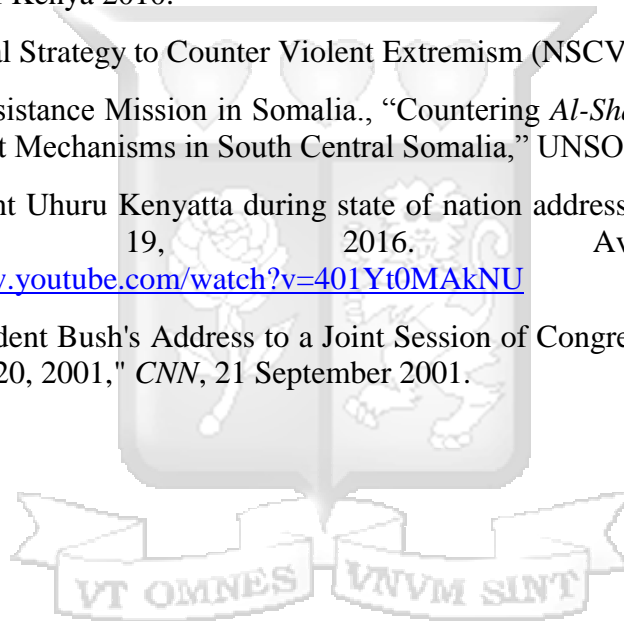 Kenya 2016.
al Strategy to Counter Violent Extremism (NSCV
sistance Mission in Somalia., “Countering Al-Sha
t Mechanisms in South Central Somalia,” UNSO
nt Uhuru Kenyatta during state of nation address
19, 2016. Av
v.youtube.com/watch?v=401Yt0MAkNU
dent Bush's Address to a Joint Session of Congre
20, 2001," CNN, 21 September 2001.
VT OMNES VNVM SINT